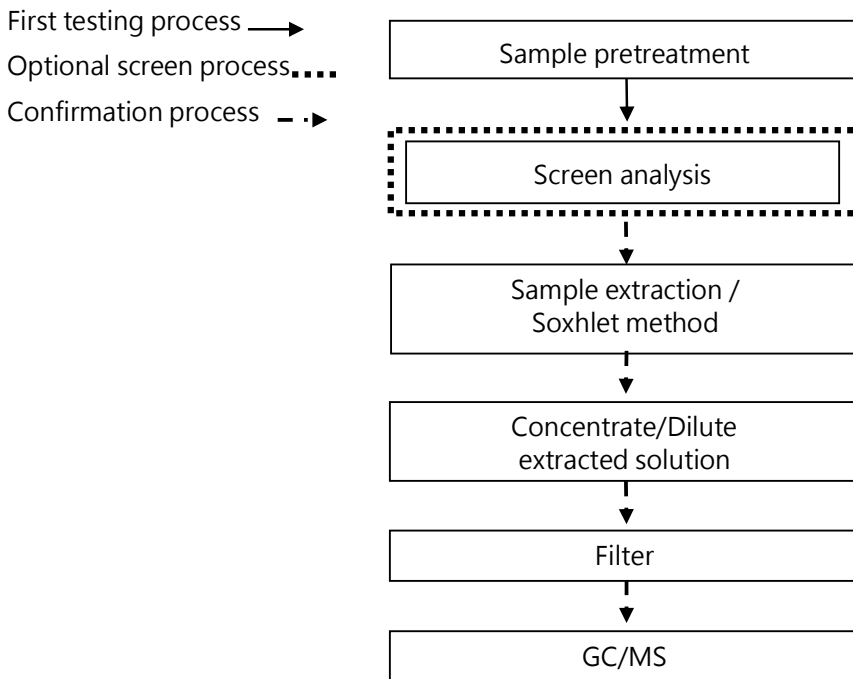 First testing process
Optional screen process
Confirmation process
Sample pretreatment
Screen analysis
Sample extraction /
Soxhlet method
Concentrate/Dilute
extracted solution
Filter
GC/MS